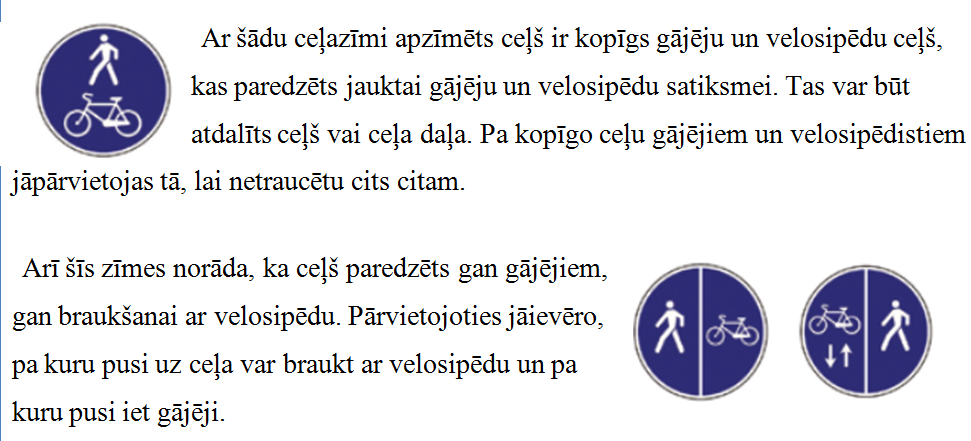 Ar šādu ceļazīmi apzīmēts ceļš ir kopīgs gājēju un velosipēdu ceļš,
kas paredzēts jauktai gājēju un velosipēdu satiksmei. Tas var būt
atdalīts ceļš vai ceļa daļa. Pa kopīgo ceļu gājējiem un velosipēdistiem
jāpārvietojas tā, lai netraucētu cits citam.
Arī šīs zīmes norāda, ka ceļš paredzēts gan gājējiem,
gan braukšanai ar velosipēdu. Pārvietojoties jāievēro,
pa kuru pusi uz ceļa var braukt ar velosipēdu un pa
kuru pusi iet gājēji.